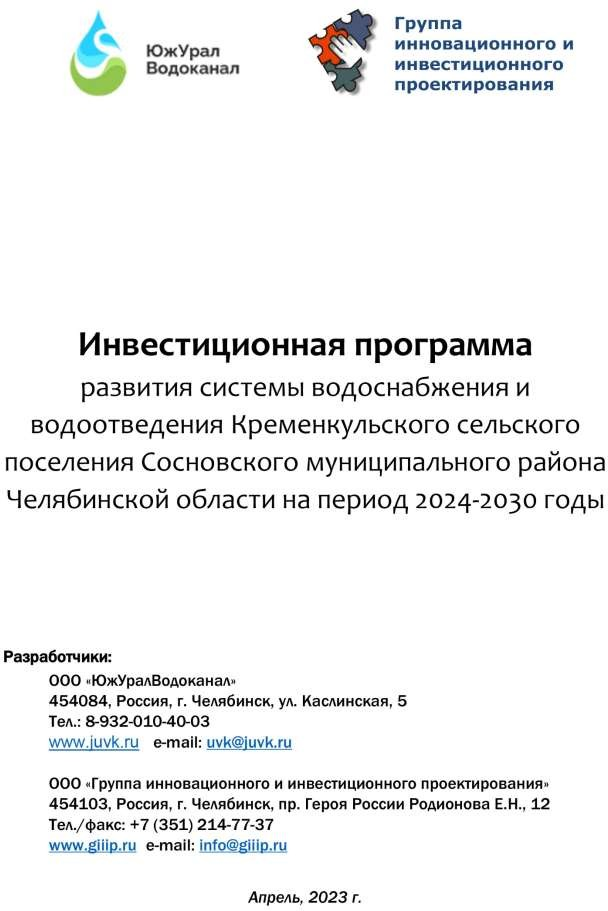 ЮжУрал
Водоканал
Группа
инновационного и
инвестиционного
проектирования
Инвестиционная программа
развития системы водоснабжения и
водоотведения Кременкульского сельского
поселения Сосновского муниципального района
Челябинской области на период 2024-2030 годы
Разработчики:
ООО «ЮжУралВодоканал»
454084, Россия, г. Челябинск, ул. Каслинская, 5
Тел.: 8-932-010-40-03
www.juvk.ru e-mail: uvk@juvk.ru
ООО «Группа инновационного и инвестиционного проектирования»
454103, Россия, г. Челябинск, пр. Героя России Родионова Е.Н., 12
Тел./факс: +7 (351) 214-77-37
www.giiip.ru e-mail: info@giiip.ru
Апрель, 2023 г.